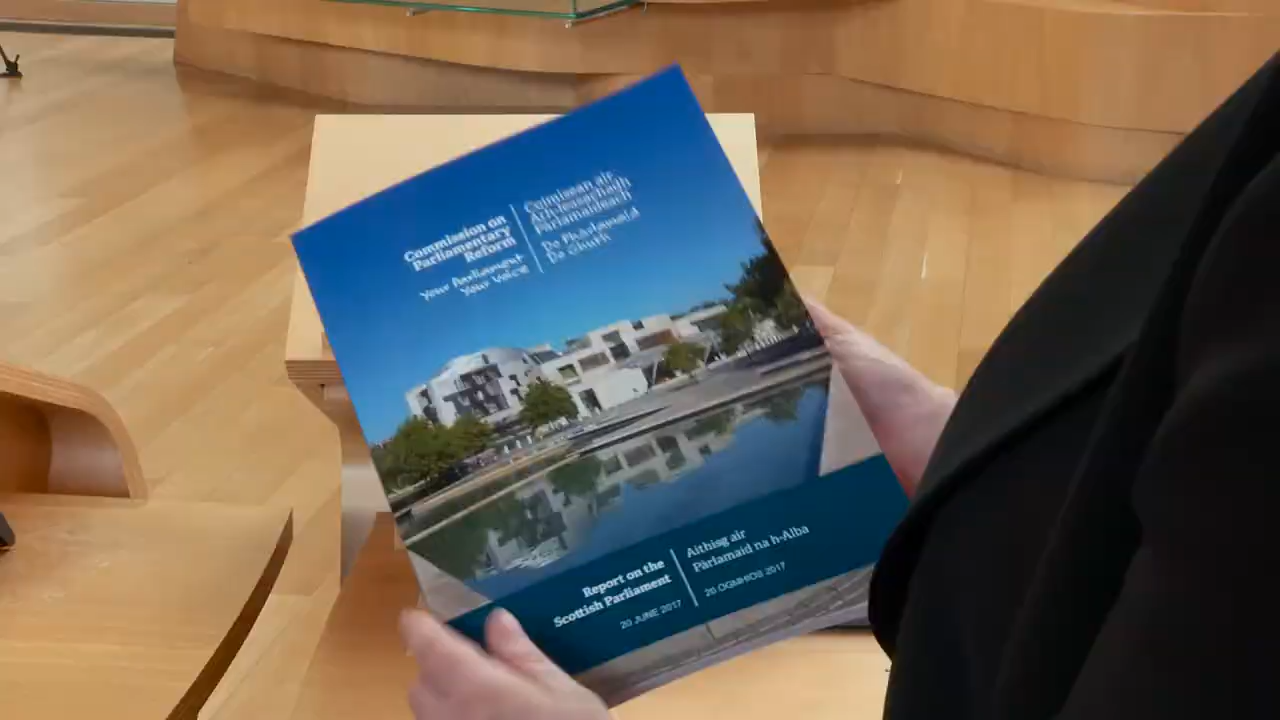 Commission on
Parliamentary
Reform
Your Parliament
Your Voice
Coimisean air
Ath-leasachadh
Pàrlamaideach
Do Phàrlamaid
Do Ghuth
Report on the
Scottish Parliament
20 JUNE 2017
Aithisg air
Pàrlamaid na h-Alba
20 ÒGMHIOS 2017